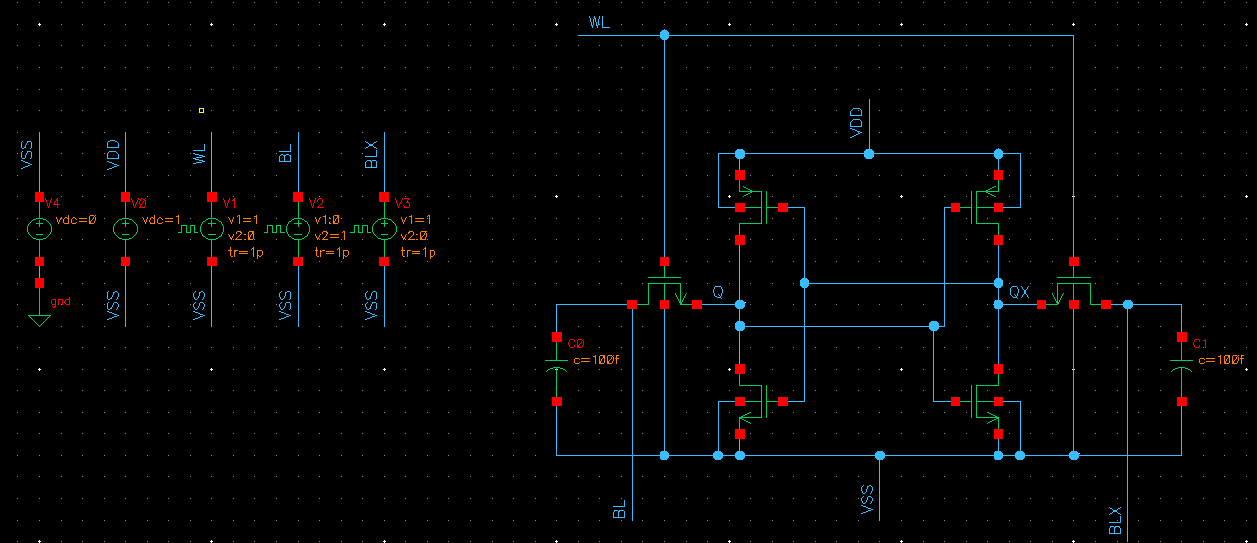 WL
VDD
VSS
VDD
WL
BL
BLX
V4
vdc=0
V0
vdc=1
V1
v1=1
v2:0
tr=1p
V2
v1:0
v2=1
tr=1p
V3
v1=1
v2:0
tr=1p
gnd
VSS
VSS
VSS
VSS
Q
QX
C0
c=100f
C1
c=100f
BL
VSS
BLX